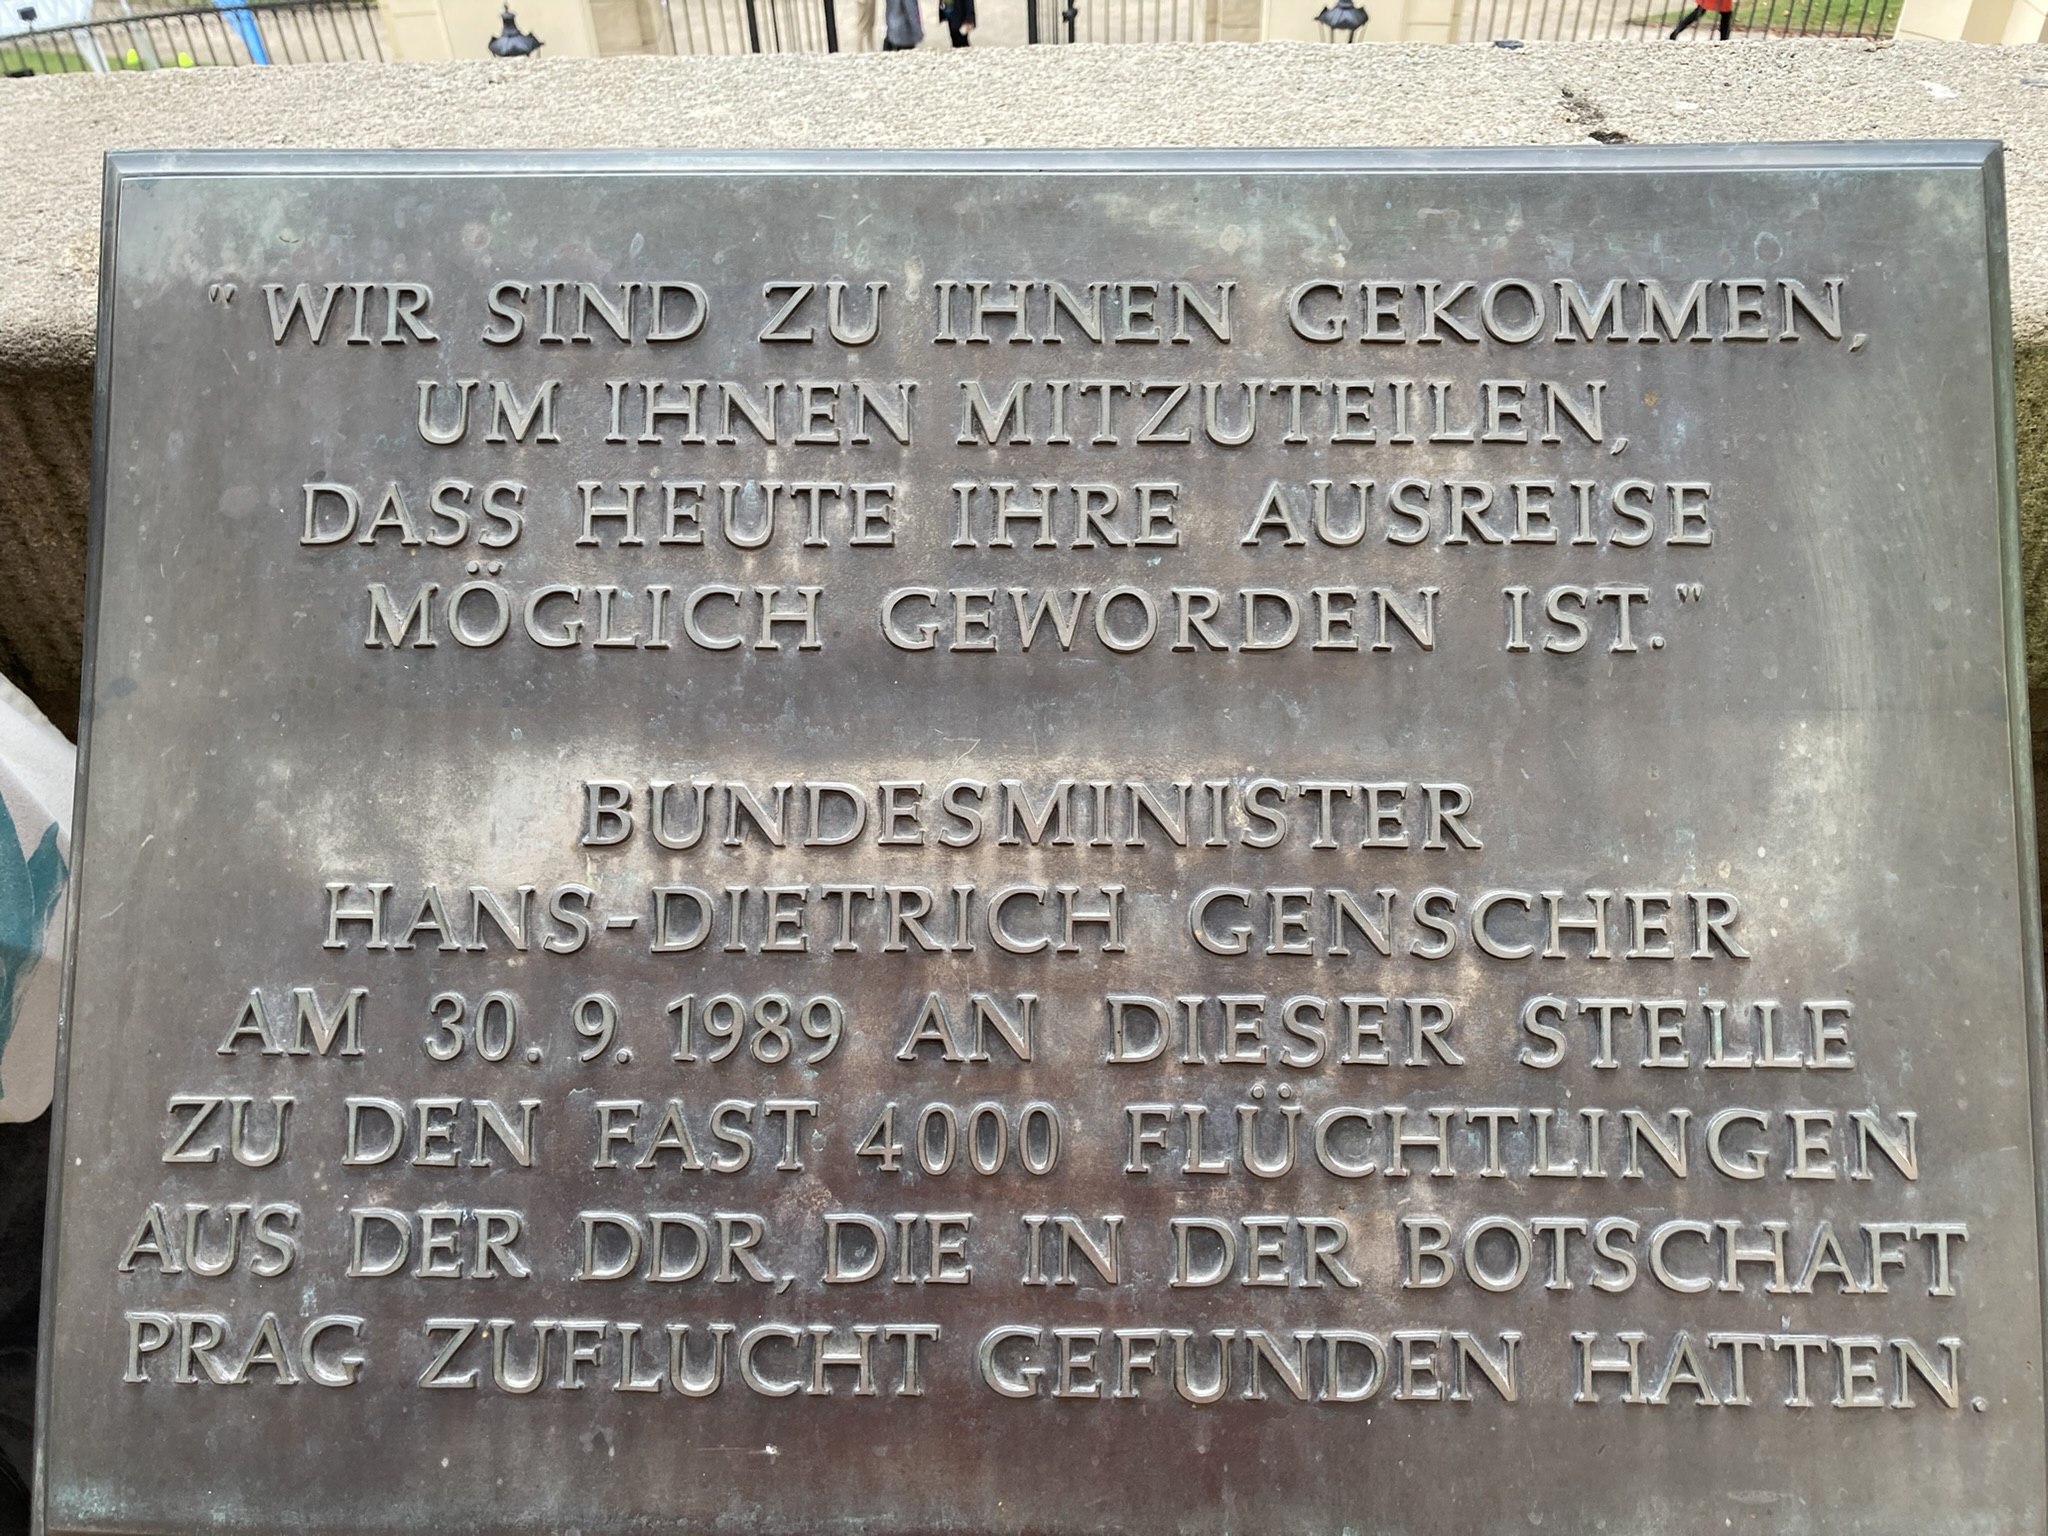 "WIR SIND ZU IHNEN GEKOMMEN,
UM IHNEN MITZUTEILEN,
DASS HEUTE IHRE AUSREISE
MÖGLICH GEWORDEN IST."
BUNDESMINISTER
HANS-DIETRICH GENSCHER
AM 30. 9. 1989 AN DIESER STELLE
ZU DEN FAST 4000 FLÜCHTLINGEN
AUS DER DDR, DIE IN DER BOTSCHAFT
PRAG ZUFLUCHT GEFUNDEN HATTEN.